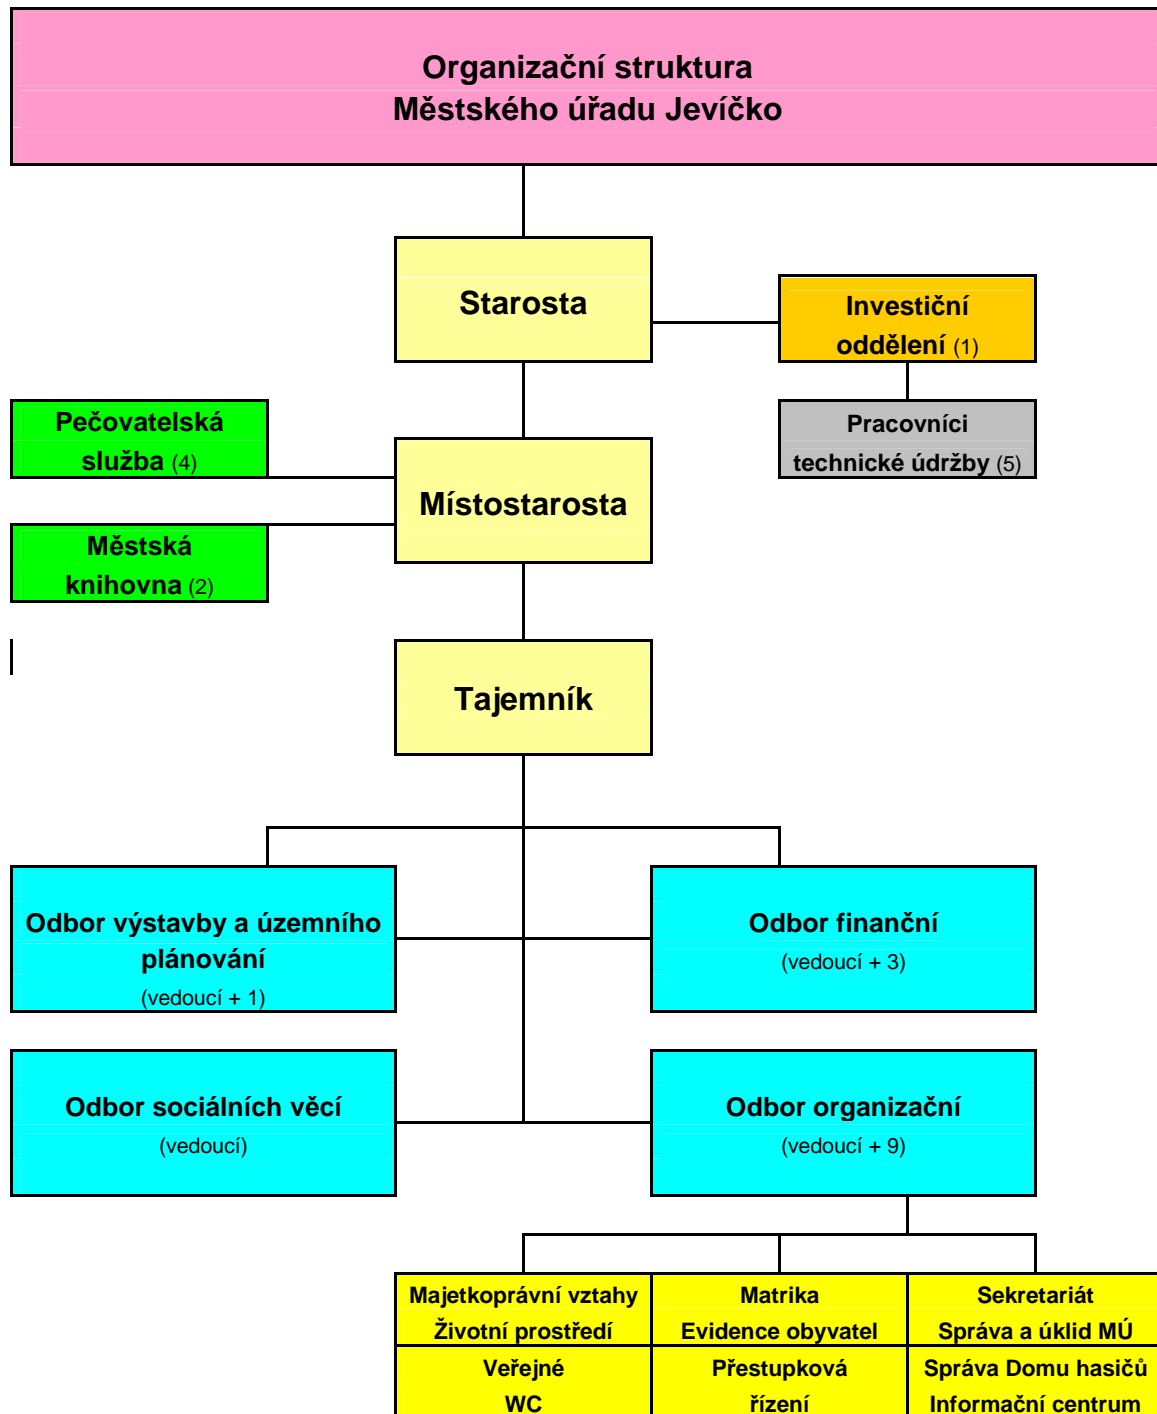 Organizační struktura
Městského úřadu Jevíčko
Starosta
Investiční
oddělení (1)
Pečovatelská
služba (4)
Pracovníci
technické údržby (5)
Místostarosta
Městská
knihovna (2)
Tajemník
Odbor výstavby a územního
plánování
(vedoucí + 1)
Odbor finanční
(vedoucí + 3)
Odbor sociálních věcí
(vedoucí)
Odbor organizační
(vedoucí + 9)
Majetkoprávní vztahy
Životní prostředí
Matrika
Evidence obyvatel
Sekretariát
Správa a úklid MÚ
Veřejné
WC
Přestupková
řízení
Správa Domu hasičů
Informační centrum